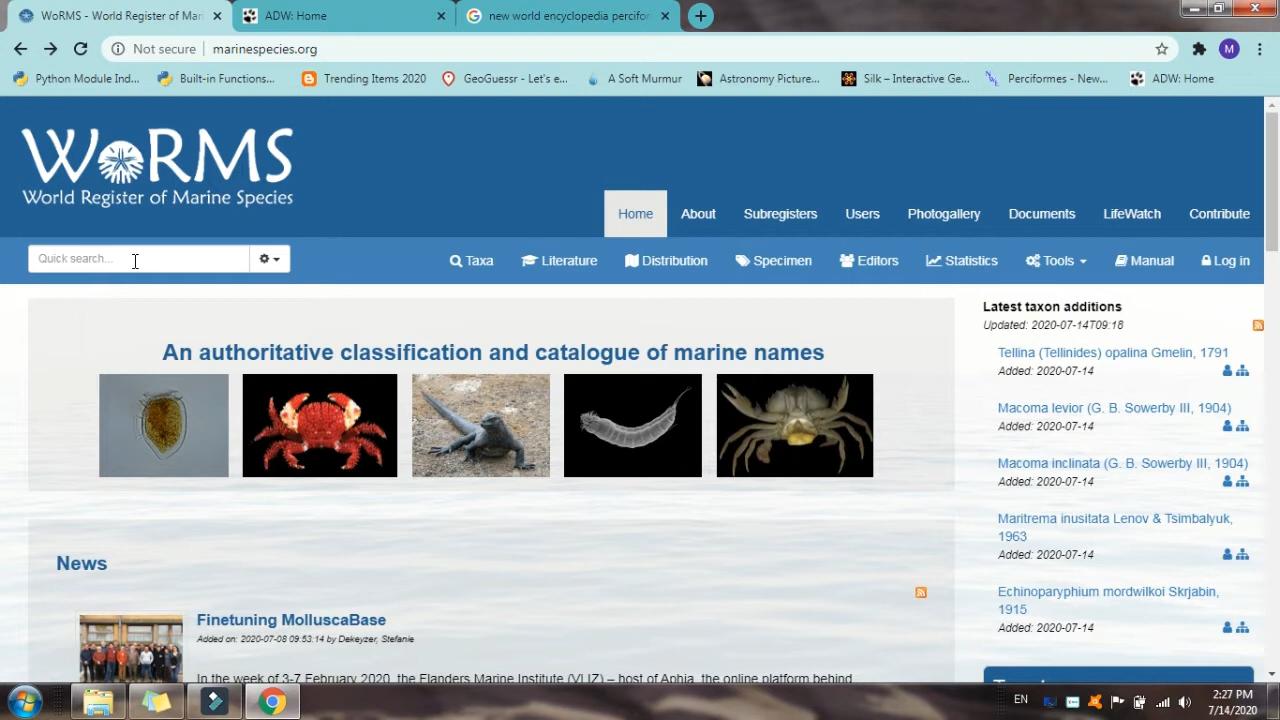 WoRMS - World Register of Mar
ADW: Home
new world encyclopedia percifor
Not secure
marinespecies.org
M
Python Module Ind...
Built-in Functions...
Trending Items 2020
GeoGuessr - Let's e...
A Soft Murmur
Astronomy Picture...
Silk – Interactive Ge...
Perciformes - New...
ADW: Home
WoRMS
World Register of Marine Species
Home
About
Subregisters
Users
Photogallery
Documents
LifeWatch
Contribute
Quick search...
Taxa
Literature
Distribution
Specimen
Editors
Statistics
Tools
Manual
Log in
An authoritative classification and catalogue of marine names
News
Finetuning MolluscaBase
Added on: 2020-07-08 09:53:14 by Dekeyzer, Stefanie
In the week of 3-7 February 2020, the Flanders Marine Institute (VLIZ) – host of Aphia, the online platform behind
Latest taxon additions
Updated: 2020-07-14T09:18
Tellina (Tellinides) opalina Gmelin, 1791
Added: 2020-07-14
Macoma levior (G. B. Sowerby III, 1904)
Added: 2020-07-14
Macoma inclinata (G. B. Sowerby III, 1904)
Added: 2020-07-14
Maritrema inusitata Lenov & Tsimbalyuk,
1963
Added: 2020-07-14
Echinoparyphium mordwilkoi Skrjabin,
1915
Added: 2020-07-14
EN
2:27 PM
7/14/2020